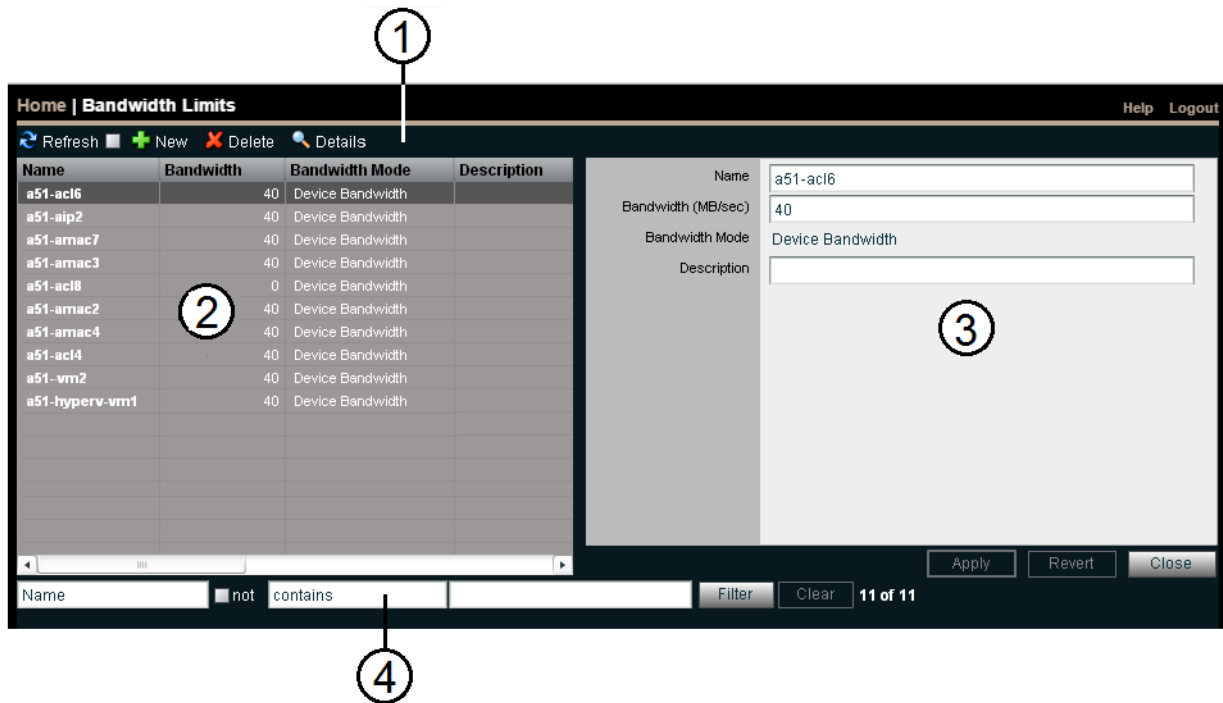 1
Home | Bandwidth Limits
Help Logout
Refresh New Delete Details
Name Bandwidth Bandwidth Mode Description
a51-acl6 40 Device Bandwidth
a51-aip2 40 Device Bandwidth
a51-amac7 40 Device Bandwidth
a51-amac3 40 Device Bandwidth
a51-acl8 0 Device Bandwidth
a51-amac2 40 Device Bandwidth
a51-amac4 40 Device Bandwidth
a51-acl4 40 Device Bandwidth
a51-vm2 40 Device Bandwidth
a51-hyperv-vm1 40 Device Bandwidth
2
Name a51-acl6
Bandwidth (MB/sec) 40
Bandwidth Mode Device Bandwidth
Description
3
Apply Revert Close
Name not contains Filter Clear 11 of 11
4